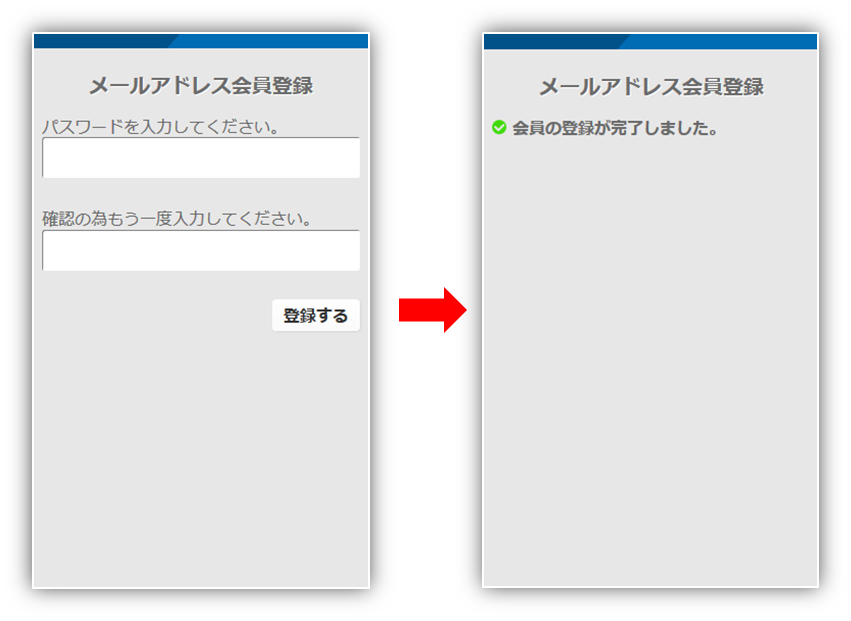 メールアドレス会員登録
パスワードを入力してください。
確認の為もう一度入力してください。
登録する
メールアドレス会員登録
会員の登録が完了しました。